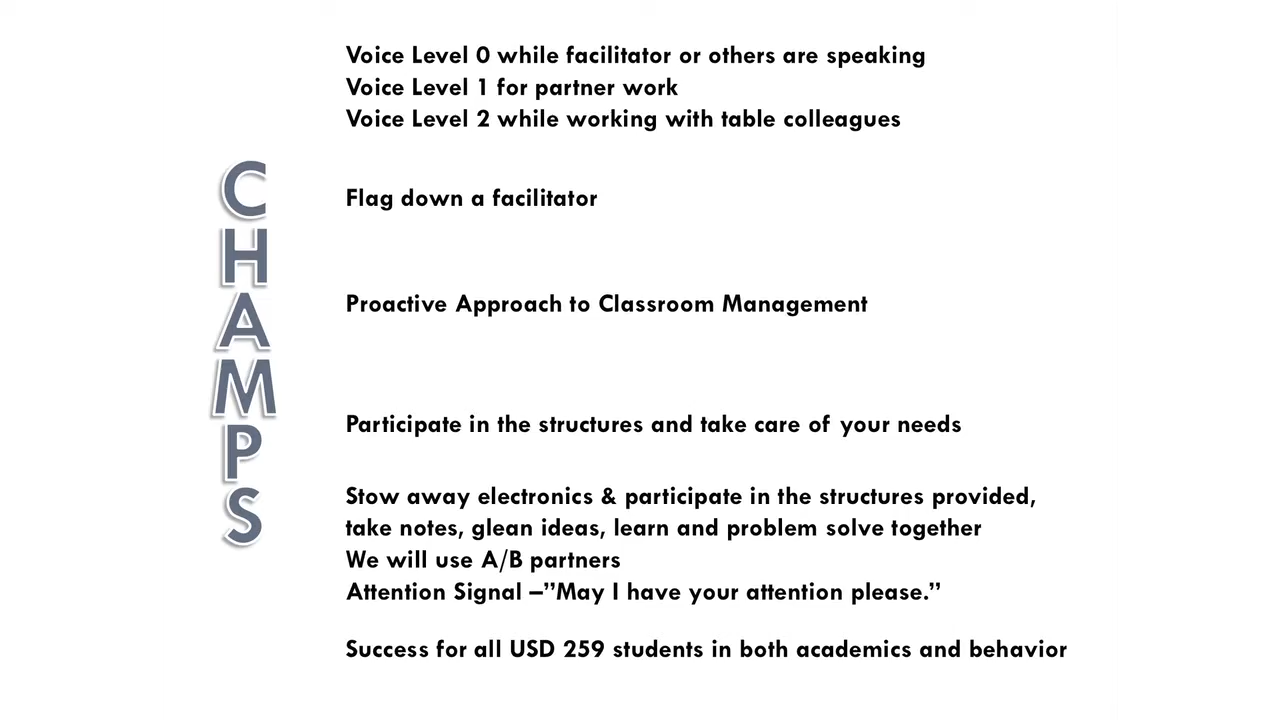 Voice Level 0 while facilitator or others are speaking
Voice Level 1 for partner work
Voice Level 2 while working with table colleagues
C
Flag down a facilitator
H
Proactive Approach to Classroom Management
A
M
Participate in the structures and take care of your needs
P
Stow away electronics & participate in the structures provided,
S
take notes, glean ideas, learn and problem solve together
We will use A/B partners
Attention Signal –”May I have your attention please.”
Success for all USD 259 students in both academics and behavior